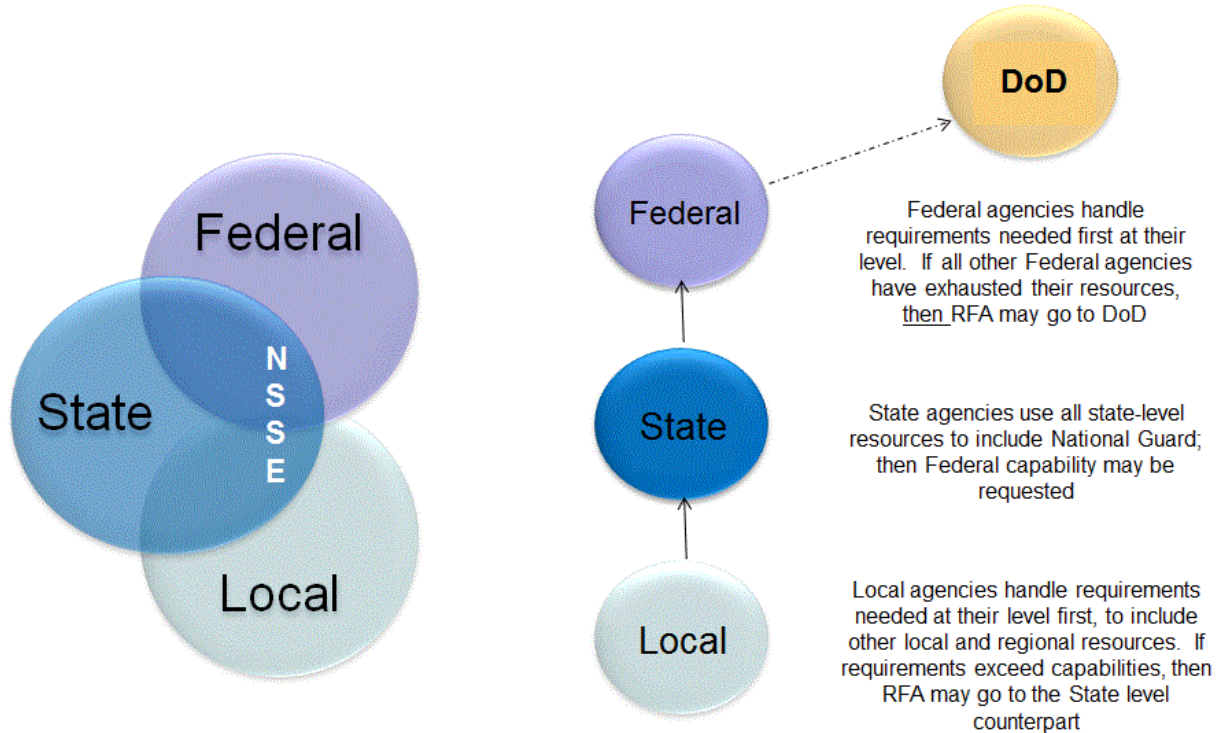 Federal
State
Local
N
S
S
E
DoD
Federal
Federal agencies handle
requirements needed first at their
level.  If all other Federal agencies
have exhausted their resources,
then RFA may go to DoD
State
State agencies use all state-level
resources to include National Guard;
then Federal capability may be
requested
Local
Local agencies handle requirements
needed at their level first, to include
other local and regional resources.  If
requirements exceed capabilities, then
RFA may go to the State level
counterpart